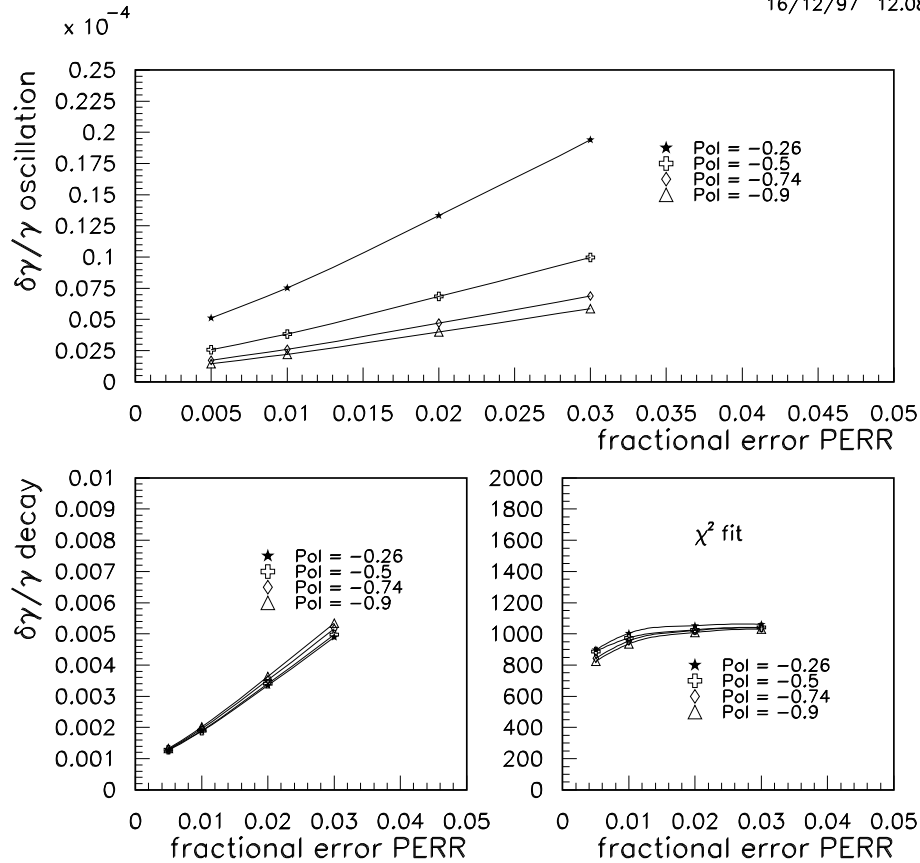 16/12/97 12.08
x 10⁻⁴
δγ/γ oscillation
0.25
0.225
0.2
0.175
0.15
0.125
0.1
0.075
0.05
0.025
0
Pol = −0.26
Pol = −0.5
Pol = −0.74
Pol = −0.9
0 0.005 0.01 0.015 0.02 0.025 0.03 0.035 0.04 0.045 0.05
fractional error PERR
δγ/γ decay
0.01
0.009
0.008
0.007
0.006
0.005
0.004
0.003
0.002
0.001
0
Pol = −0.26
Pol = −0.5
Pol = −0.74
Pol = −0.9
0 0.01 0.02 0.03 0.04 0.05
fractional error PERR
2000
1800
1600
1400
1200
1000
800
600
400
200
0
χ² fit
Pol = −0.26
Pol = −0.5
Pol = −0.74
Pol = −0.9
0 0.01 0.02 0.03 0.04 0.05
fractional error PERR